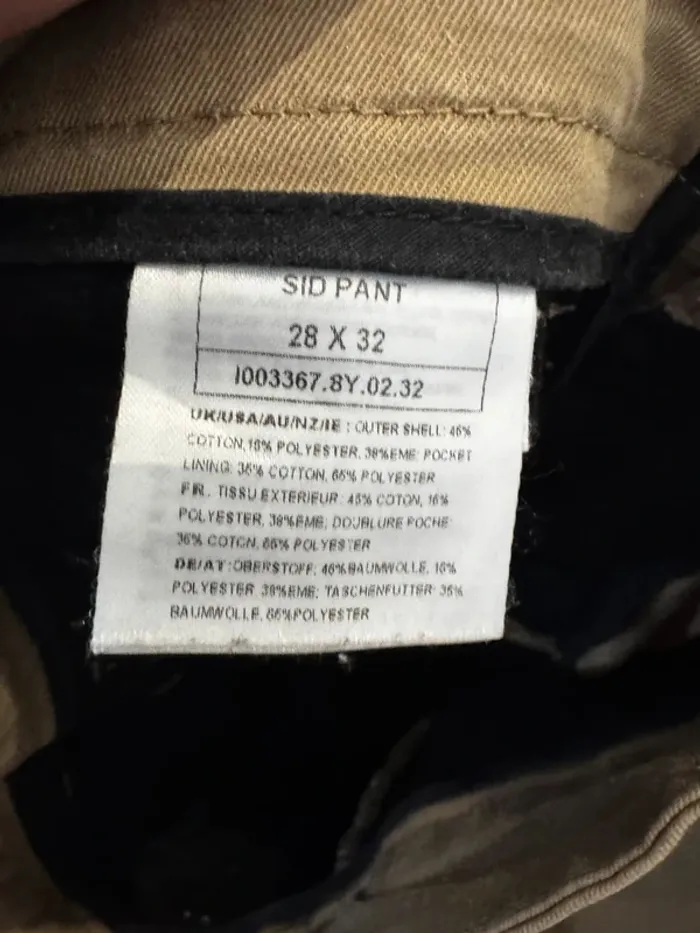 SID PANT
28 X 32
I003367.8Y.02.32
UK/USA/AU/NZ/IE : OUTER SHELL: 46%
COTTON, 16% POLYESTER, 38%EME: POCKET
LINING: 35% COTTON, 65% POLYESTER
FR. TISSU EXTERIEUR: 46% COTON, 16%
POLYESTER, 38%EME; DOUBLURE POCHE
35% COTON, 65% POLYESTER
DE/AT:OBERSTOFF: 46%BAUMWOLLE, 16%
POLYESTER 38%EME; TASCHENFUTTER 35%
BAUMWOLLE, 65%POLYESTER